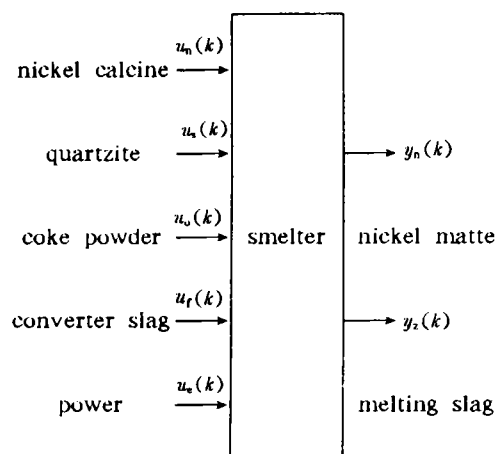 u_n(k)
nickel calcine
u_s(k)
quartzite
y_n(k)
u_o(k)
coke powder
smelter
nickel matte
u_f(k)
converter slag
y_z(k)
u_e(k)
power
melting slag